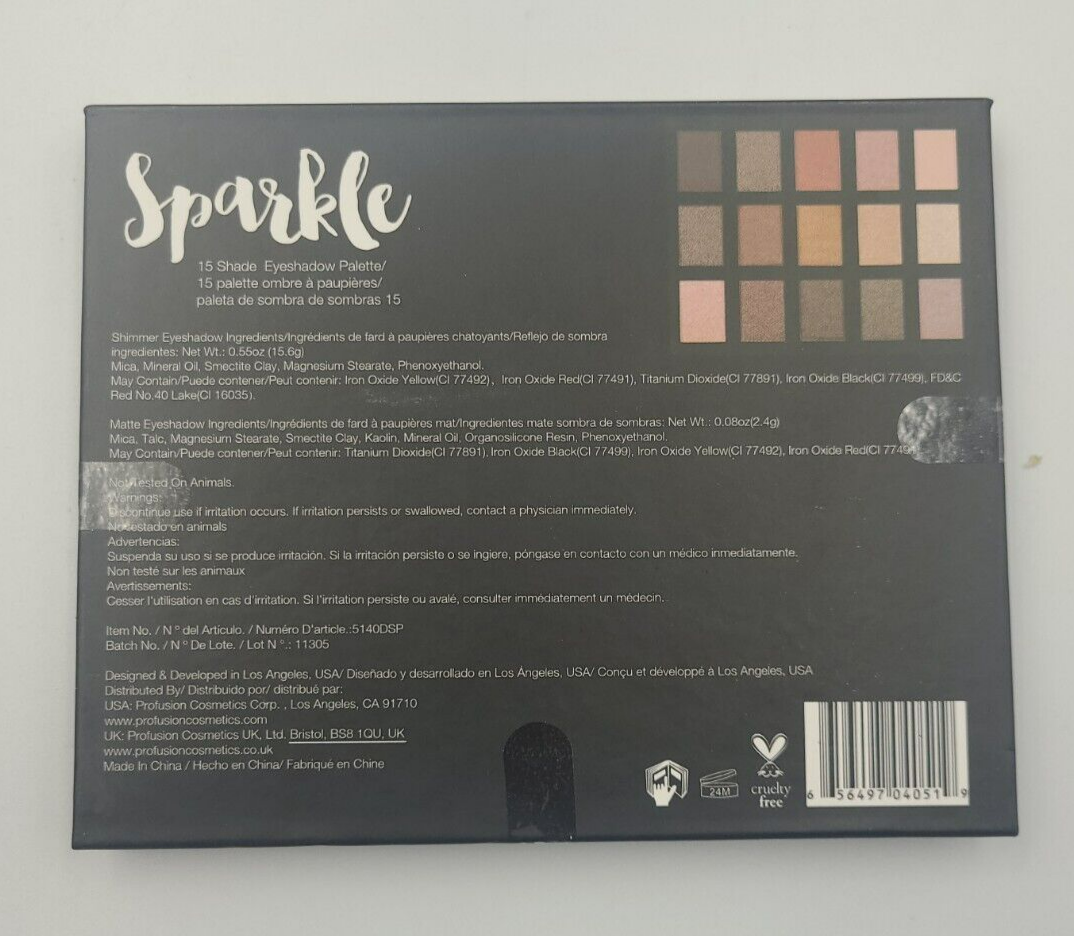 Sparkle
15 Shade Eyeshadow Palette/
15 palette ombre à paupières/
paleta de sombra de sombras 15
Shimmer Eyeshadow Ingredients/Ingrédients de fard à paupières chatoyants/Reflejo de sombra
ingredientes: Net Wt.: 0.55oz (15.6g)
Mica, Mineral Oil, Smectite Clay, Magnesium Stearate, Phenoxyethanol.
May Contain/Puede contener/Peut contenir: Iron Oxide Yellow(CI 77492), Iron Oxide Red(CI 77491), Titanium Dioxide(CI 77891), Iron Oxide Black(CI 77499), FD&C
Red No.40 Lake(CI 16035).
Matte Eyeshadow Ingredients/Ingrédients de fard à paupières mat/Ingredientes mate sombra de sombras: Net Wt.: 0.08oz(2.4g)
Mica, Talc, Magnesium Stearate, Smectite Clay, Kaolin, Mineral Oil, Organosilicone Resin, Phenoxyethanol.
May Contain/Puede contener/Peut contenir: Titanium Dioxide(CI 77891), Iron Oxide Black(CI 77499), Iron Oxide Yellow(CI 77492), Iron Oxide Red(CI
Not Tested On Animals.
Warnings:
Discontinue use if irritation occurs. If irritation persists or swallowed, contact a physician immediately.
No testado en animals
Advertencias:
Suspenda su uso si se produce irritación. Si la irritación persiste o se ingiere, póngase en contacto con un médico inmediatamente.
Non testé sur les animaux
Avertissements:
Cesser l'utilisation en cas d'irritation. Si l'irritation persiste ou avalé, consulter immédiatement un médecin.
Item No. / N º del Artículo. / Numéro D'article.:5140DSP
Batch No. / N º De Lote. / Lot N º.: 11305
Designed & Developed in Los Angeles, USA/ Diseñado y desarrollado en Los Ángeles, USA/ Conçu et développé à Los Angeles, USA
Distributed By/ Distribuido por/ distribué par:
USA: Profusion Cosmetics Corp. , Los Angeles, CA 91710
www.profusioncosmetics.com
UK: Profusion Cosmetics UK, Ltd. Bristol, BS8 1QU, UK
www.profusioncosmetics.co.uk
Made In China / Hecho en China/ Fabriqué en Chine
24M
cruelty
free
6 56497 04051 9